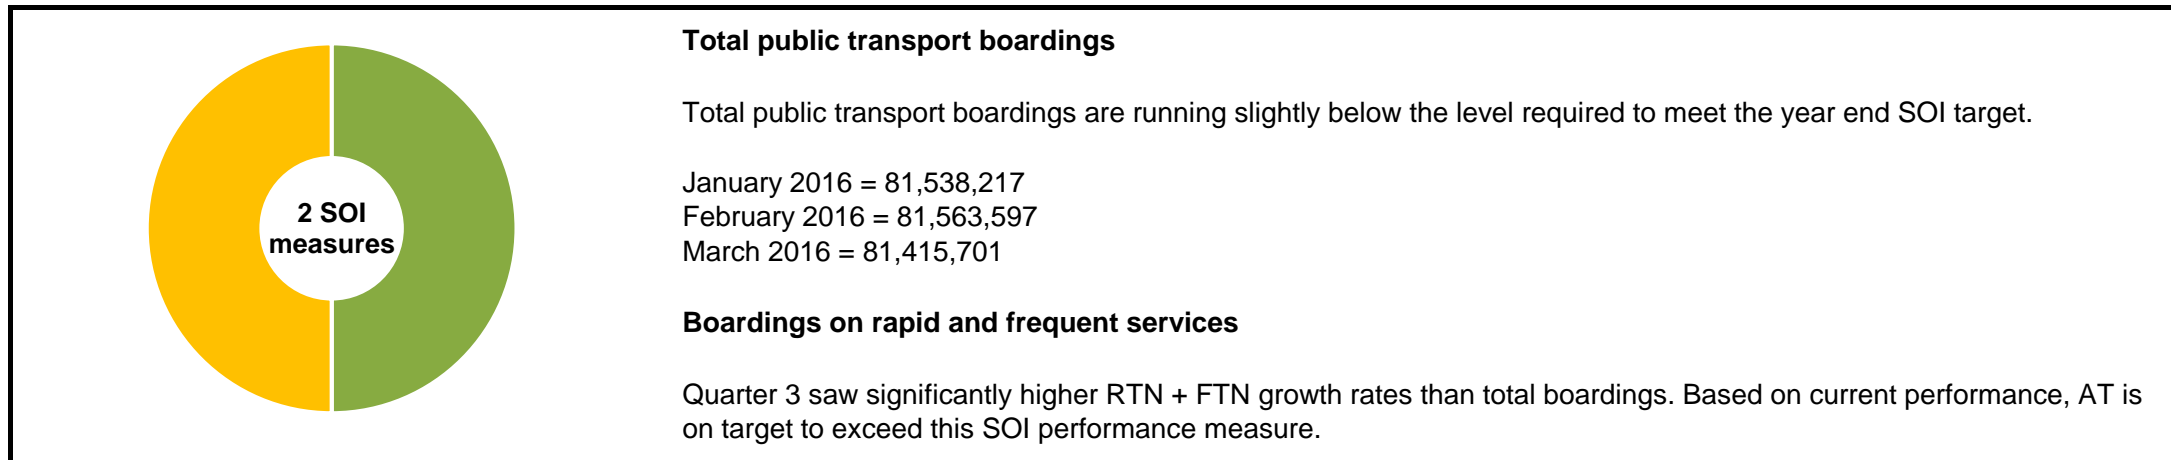 2 SOI
measures
Total public transport boardings
Total public transport boardings are running slightly below the level required to meet the year end SOI target.
January 2016 = 81,538,217
February 2016 = 81,563,597
March 2016 = 81,415,701
Boardings on rapid and frequent services
Quarter 3 saw significantly higher RTN + FTN growth rates than total boardings. Based on current performance, AT is
on target to exceed this SOI performance measure.